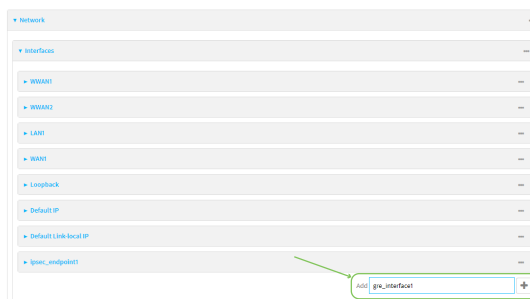 Network
Interfaces
WWAN1
WWAN2
LAN1
WAN1
Loopback
Default IP
Default Link-local IP
ipsec_endpoint1
Add gre_interface1